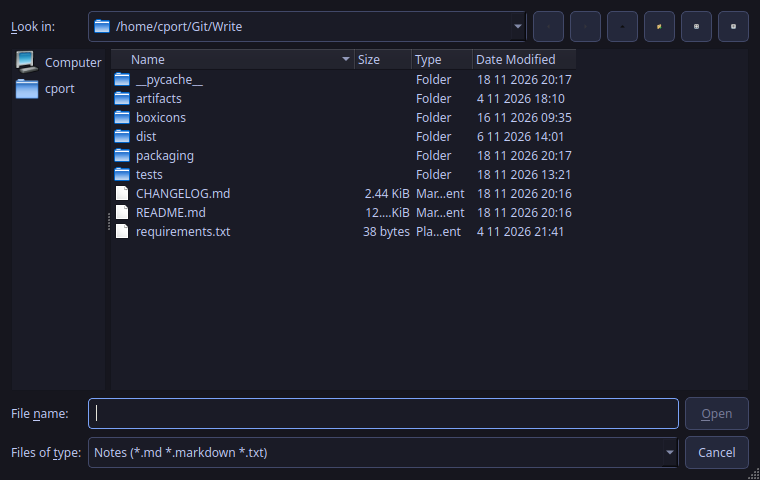 Look in: /home/cport/Git/Write
Computer
cport
Name Size Type Date Modified
__pycache__ Folder 18 11 2026 20:17
artifacts Folder 4 11 2026 18:10
boxicons Folder 16 11 2026 09:35
dist Folder 6 11 2026 14:01
packaging Folder 18 11 2026 20:17
tests Folder 18 11 2026 13:21
CHANGELOG.md 2.44 KiB Mar...ent 18 11 2026 20:16
README.md 12....KiB Mar...ent 18 11 2026 20:16
requirements.txt 38 bytes Pla...ent 4 11 2026 21:41
File name: Open
Files of type: Notes (*.md *.markdown *.txt) Cancel